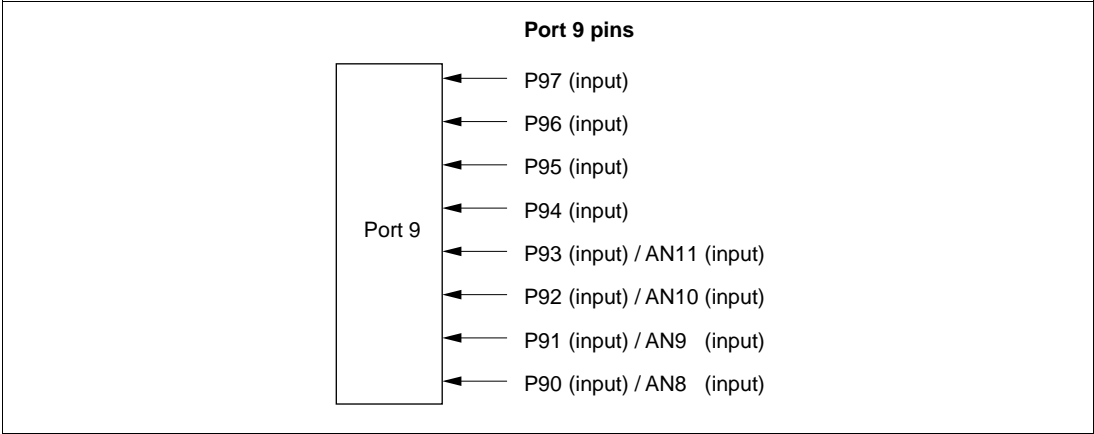 Port 9 pins
P97 (input)
P96 (input)
P95 (input)
P94 (input)
Port 9
P93 (input) / AN11 (input)
P92 (input) / AN10 (input)
P91 (input) / AN9 (input)
P90 (input) / AN8 (input)